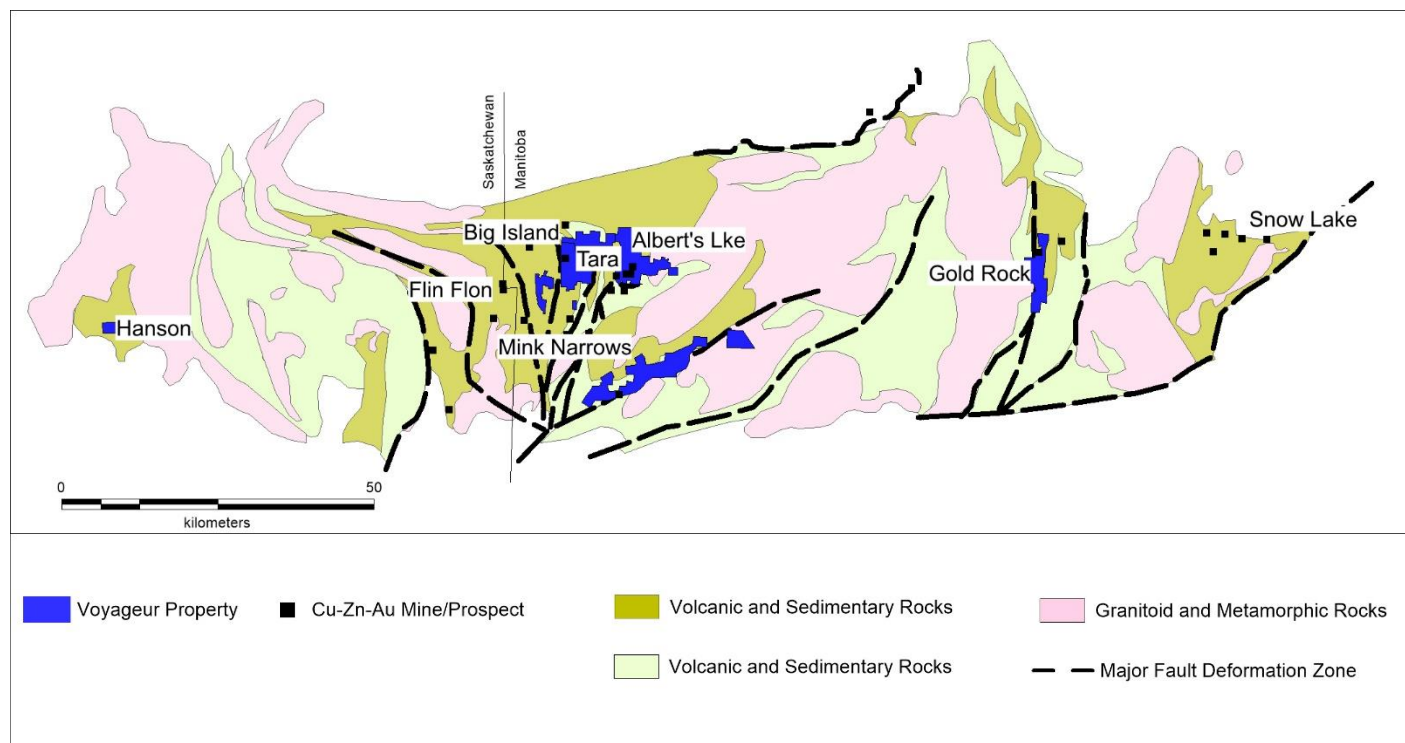 Saskatchewan
Manitoba
Big Island
Albert's Lke
Tara
Snow Lake
Gold Rock
Flin Flon
Hanson
Mink Narrows
0
50
kilometers
Voyageur Property
Cu-Zn-Au Mine/Prospect
Volcanic and Sedimentary Rocks
Granitoid and Metamorphic Rocks
Volcanic and Sedimentary Rocks
Major Fault Deformation Zone